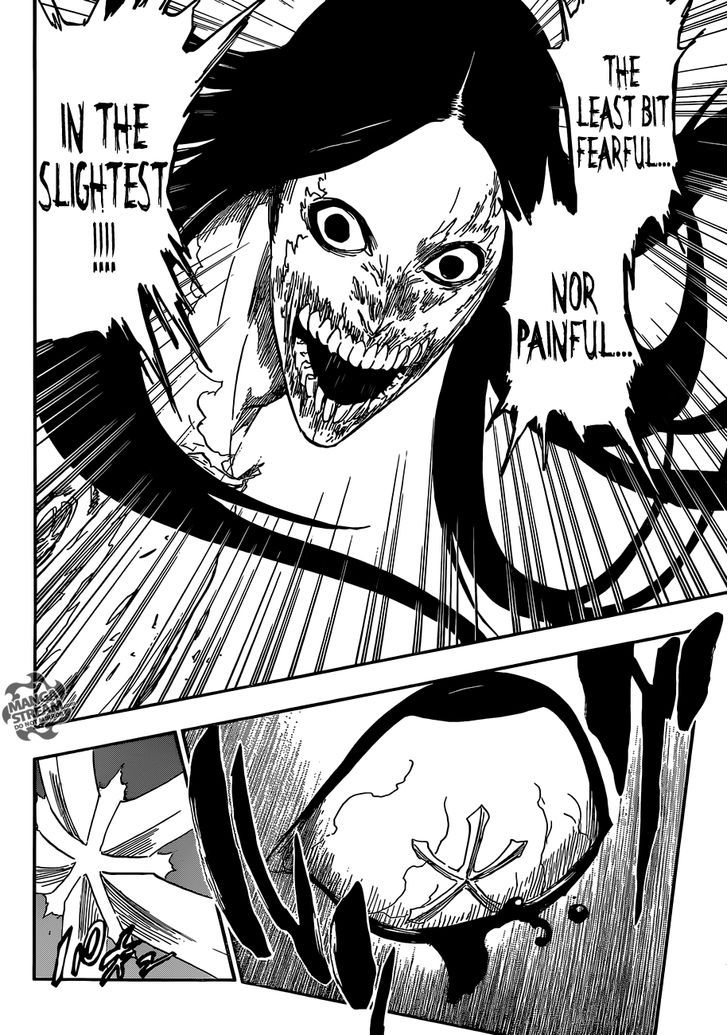 THE
LEAST BIT
FEARFUL...
NOR
PAINFUL...
IN THE
SLIGHTEST
!!!!
MANGA
STREAM